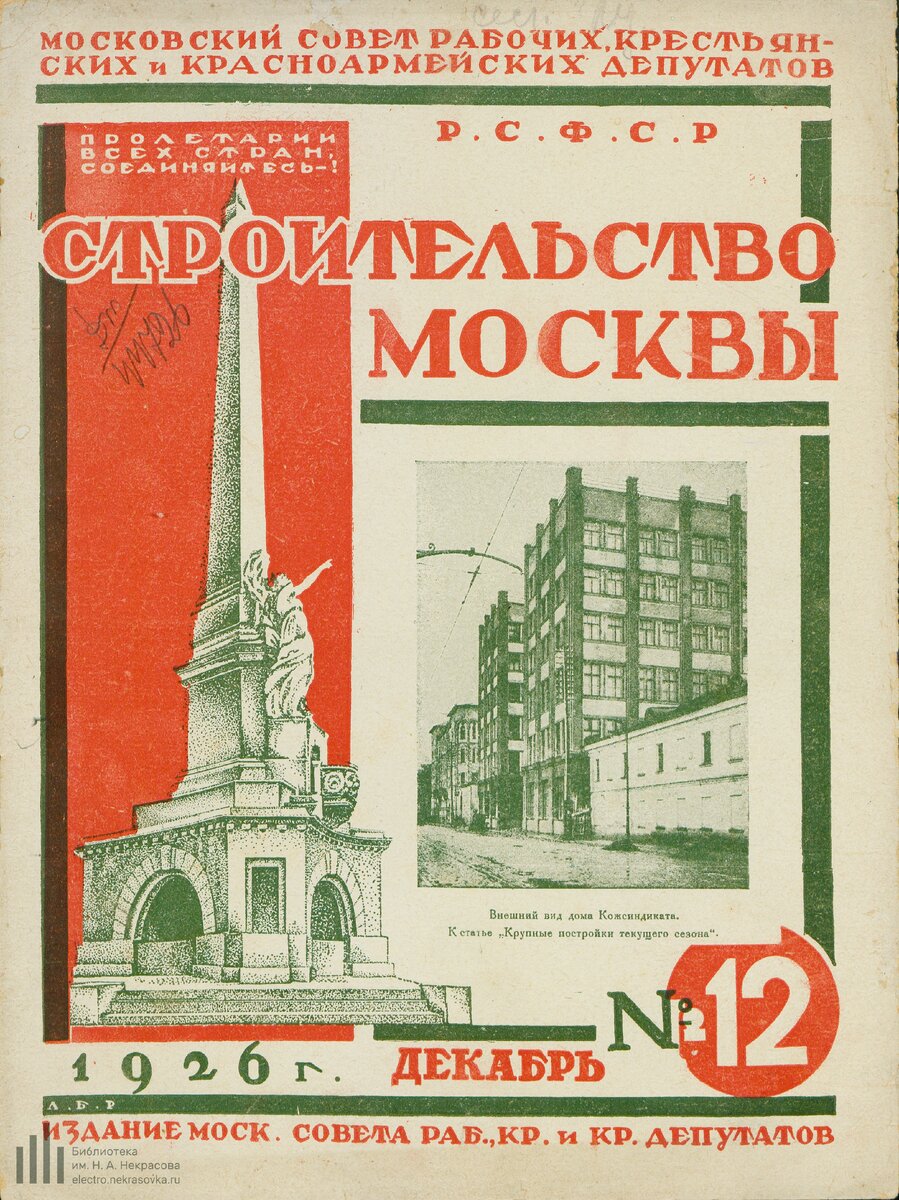 МОСКОВСКИЙ СОВЕТ РАБОЧИХ, КРЕСТЬЯН-
СКИХ и КРАСНОАРМЕЙСКИХ ДЕПУТАТОВ
Р.С.Ф.С.Р
ПРОЛЕТАРИИ
ВСЕХ СТРАН,
СОЕДИНЯЙТЕСЬ-!
СТРОИТЕЛЬСТВО
МОСКВЫ
Внешний вид дома Кожсиндиката.
К статье „Крупные постройки текущего сезона“.
№ 12
1926 г. ДЕКАБРЬ
Л.Б.Р
ИЗДАНИЕ МОСК. СОВЕТА РАБ., КР. и КР. ДЕПУТАТОВ
Библиотека
им. Н. А. Некрасова
electro.nekrasovka.ru